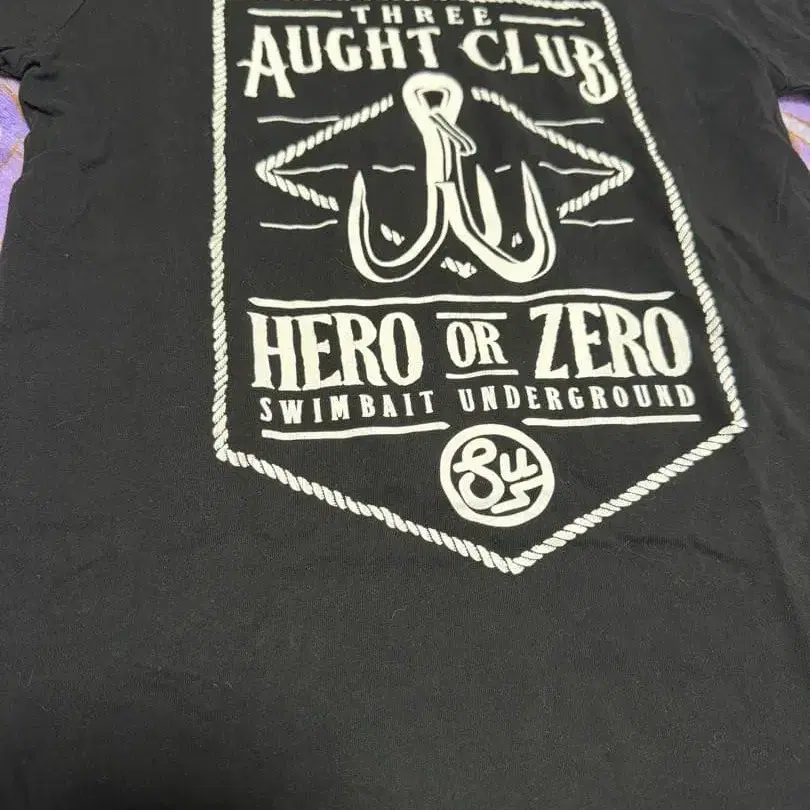 THREE
AUGHT CLUB
HERO OR ZERO
SWIMBAIT UNDERGROUND
SU